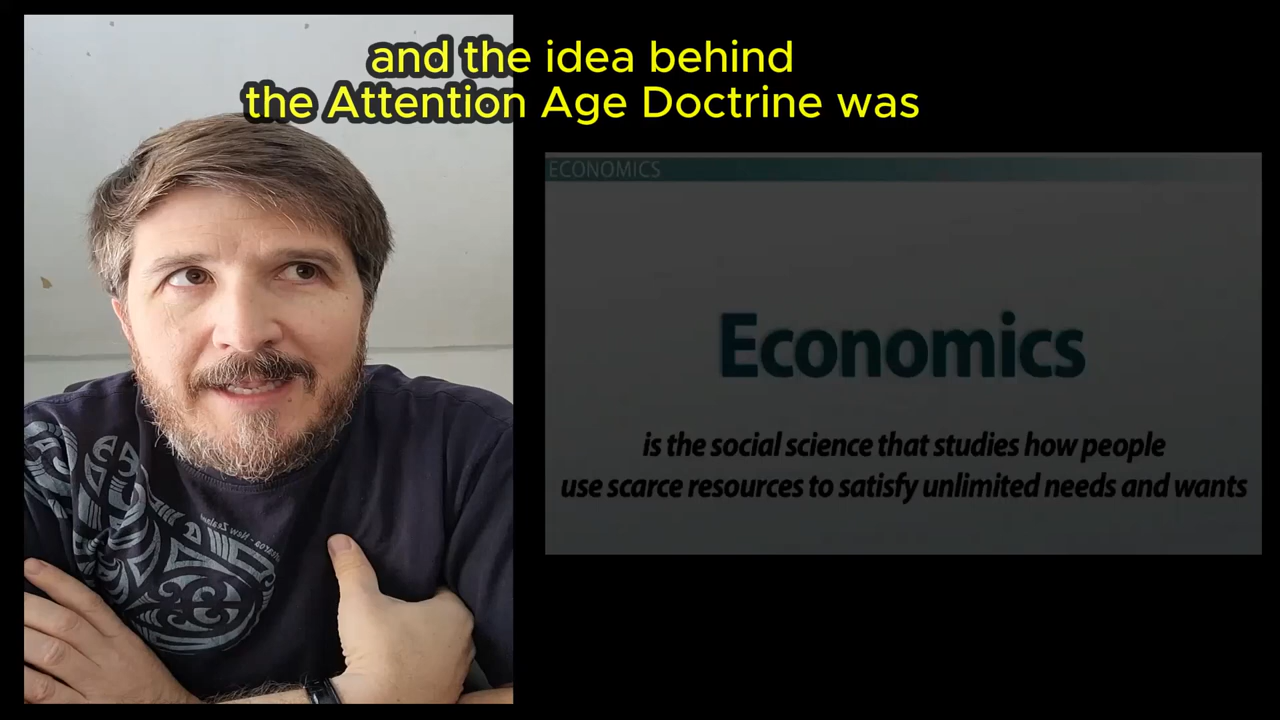 and the idea behind
the Attention Age Doctrine was
ECONOMICS
Economics
is the social science that studies how people
use scarce resources to satisfy unlimited needs and wants